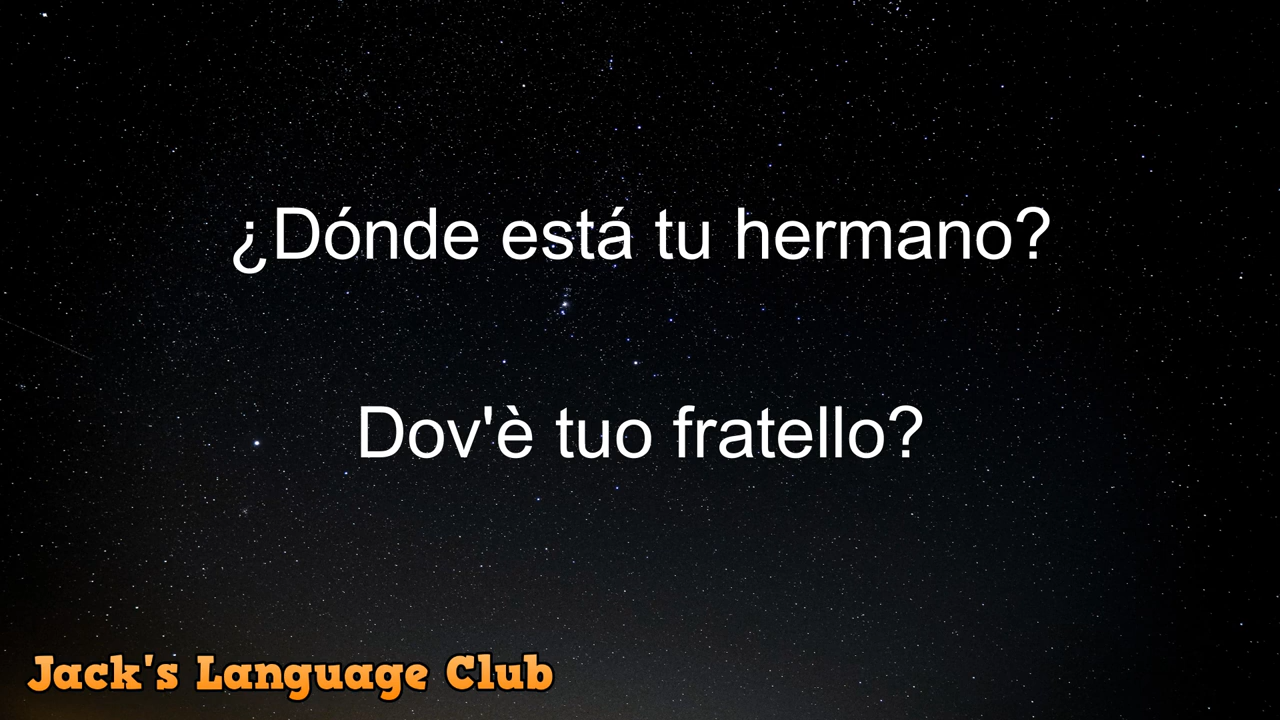 ¿Dónde está tu hermano?
Dov'è tuo fratello?
Jack's Language Club